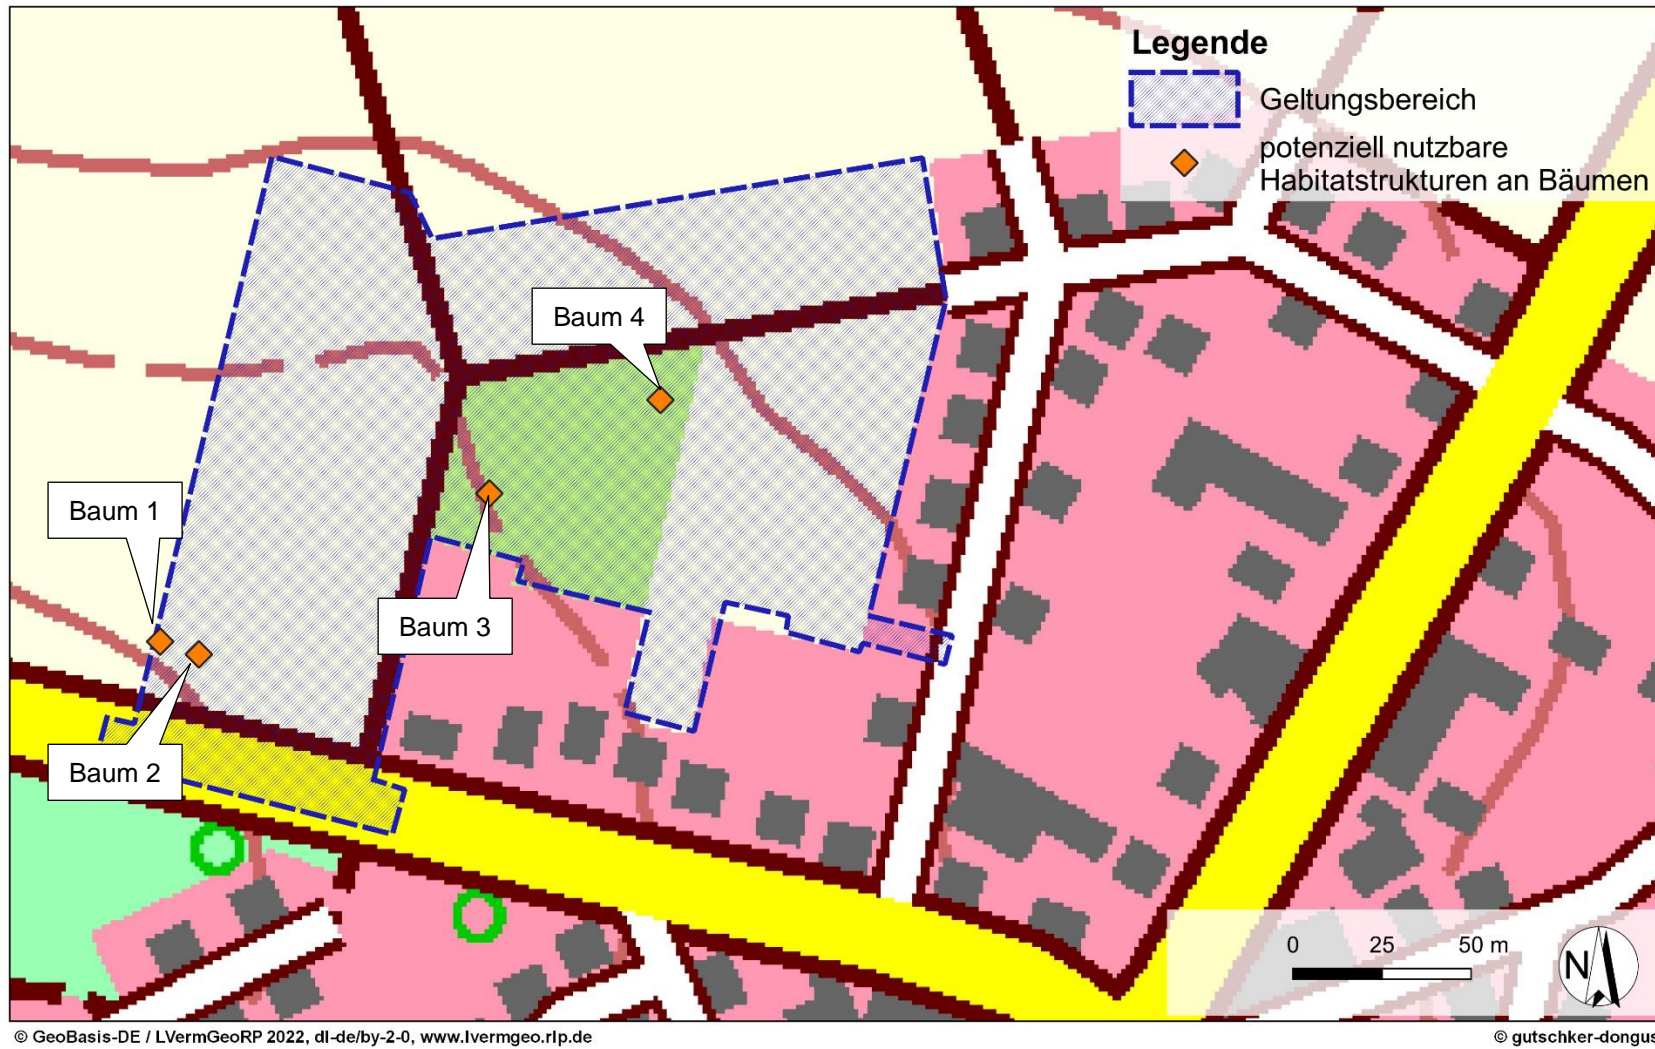 Legende
Geltungsbereich
potenziell nutzbare
Habitatstrukturen an Bäumen
Baum 4
Baum 1
Baum 3
Baum 2
0 25 50 m
N
© GeoBasis-DE / LVermGeoRP 2022, dl-de/by-2-0, www.lvermgeo.rlp.de
© gutschker-dongus